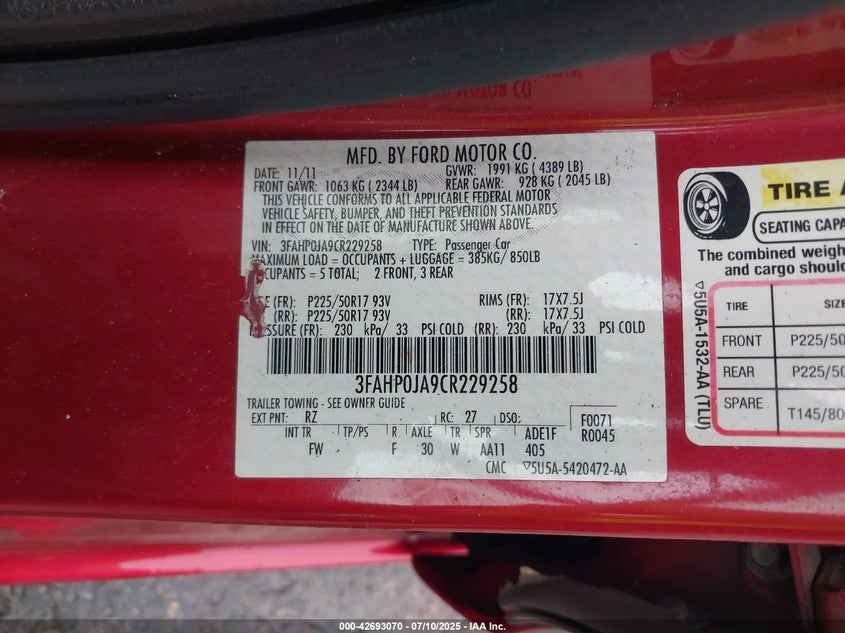 MFD. BY FORD MOTOR CO.
DATE: 11/11 GVWR: 1991 KG ( 4389 LB)
FRONT GAWR: 1063 KG ( 2344 LB) REAR GAWR: 928 KG ( 2045 LB)
THIS VEHICLE CONFORMS TO ALL APPLICABLE FEDERAL MOTOR
VEHICLE SAFETY, BUMPER, AND THEFT PREVENTION STANDARDS
IN EFFECT ON THE DATE OF MANUFACTURE SHOWN ABOVE.
VIN: 3FAHP0JA9CR229258 TYPE: Passenger Car
MAXIMUM LOAD = OCCUPANTS + LUGGAGE = 385KG/ 850LB
OCCUPANTS = 5 TOTAL; 2 FRONT, 3 REAR
(FR): P225/50R17 93V RIMS (FR): 17X7.5J
(RR): P225/50R17 93V (RR): 17X7.5J
(FR): 230 kPa/ 33 PSI COLD (RR): 230 kPa/ 33 PSI COLD
3FAHP0JA9CR229258
TRAILER TOWING - SEE OWNER GUIDE
EXT PNT: RZ RC: 27 DSO: F0071
INT TR TP/PS R AXLE TR SPR ADE1F R0045
FW F 30 W AA11 405
CMC ▽5U5A-5420472-AA
TIRE
SEATING CAPA
The combined weigh
and cargo shoul
TIRE SIZ
FRONT P225/50
REAR P225/50
SPARE T145/80
▽5U5A-1532-AA (TLU)
000-42693070 - 07/10/2025 - IAA Inc.